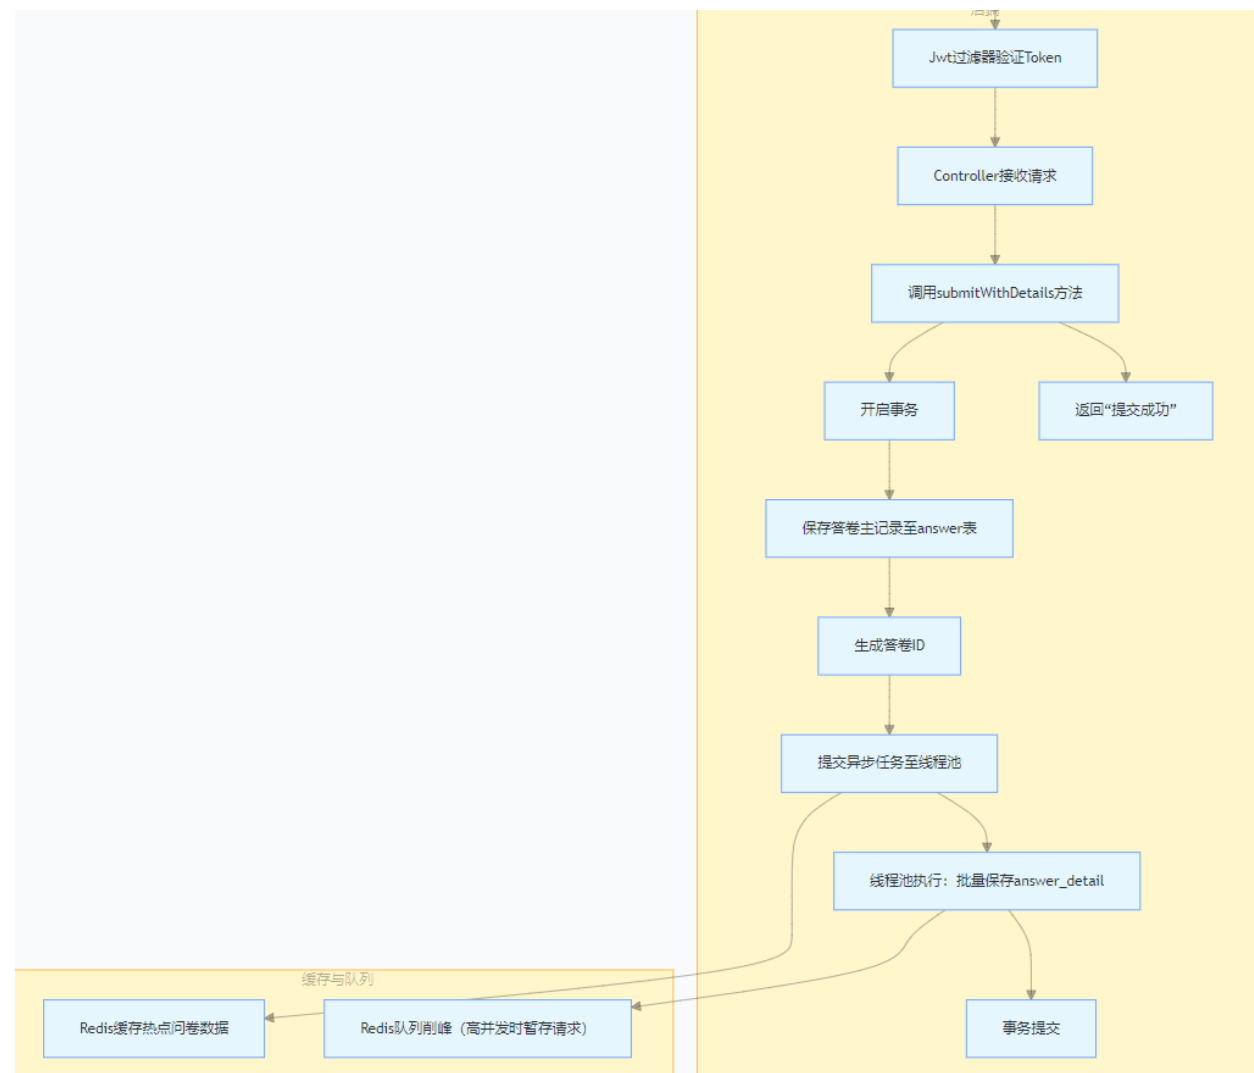 后端
Jwt过滤器验证Token
Controller接收请求
调用submitWithDetails方法
开启事务
返回“提交成功”
保存答卷主记录至answer表
生成答卷ID
提交异步任务至线程池
线程池执行：批量保存answer_detail
缓存与队列
Redis缓存热点问卷数据
Redis队列削峰（高并发时暂存请求）
事务提交